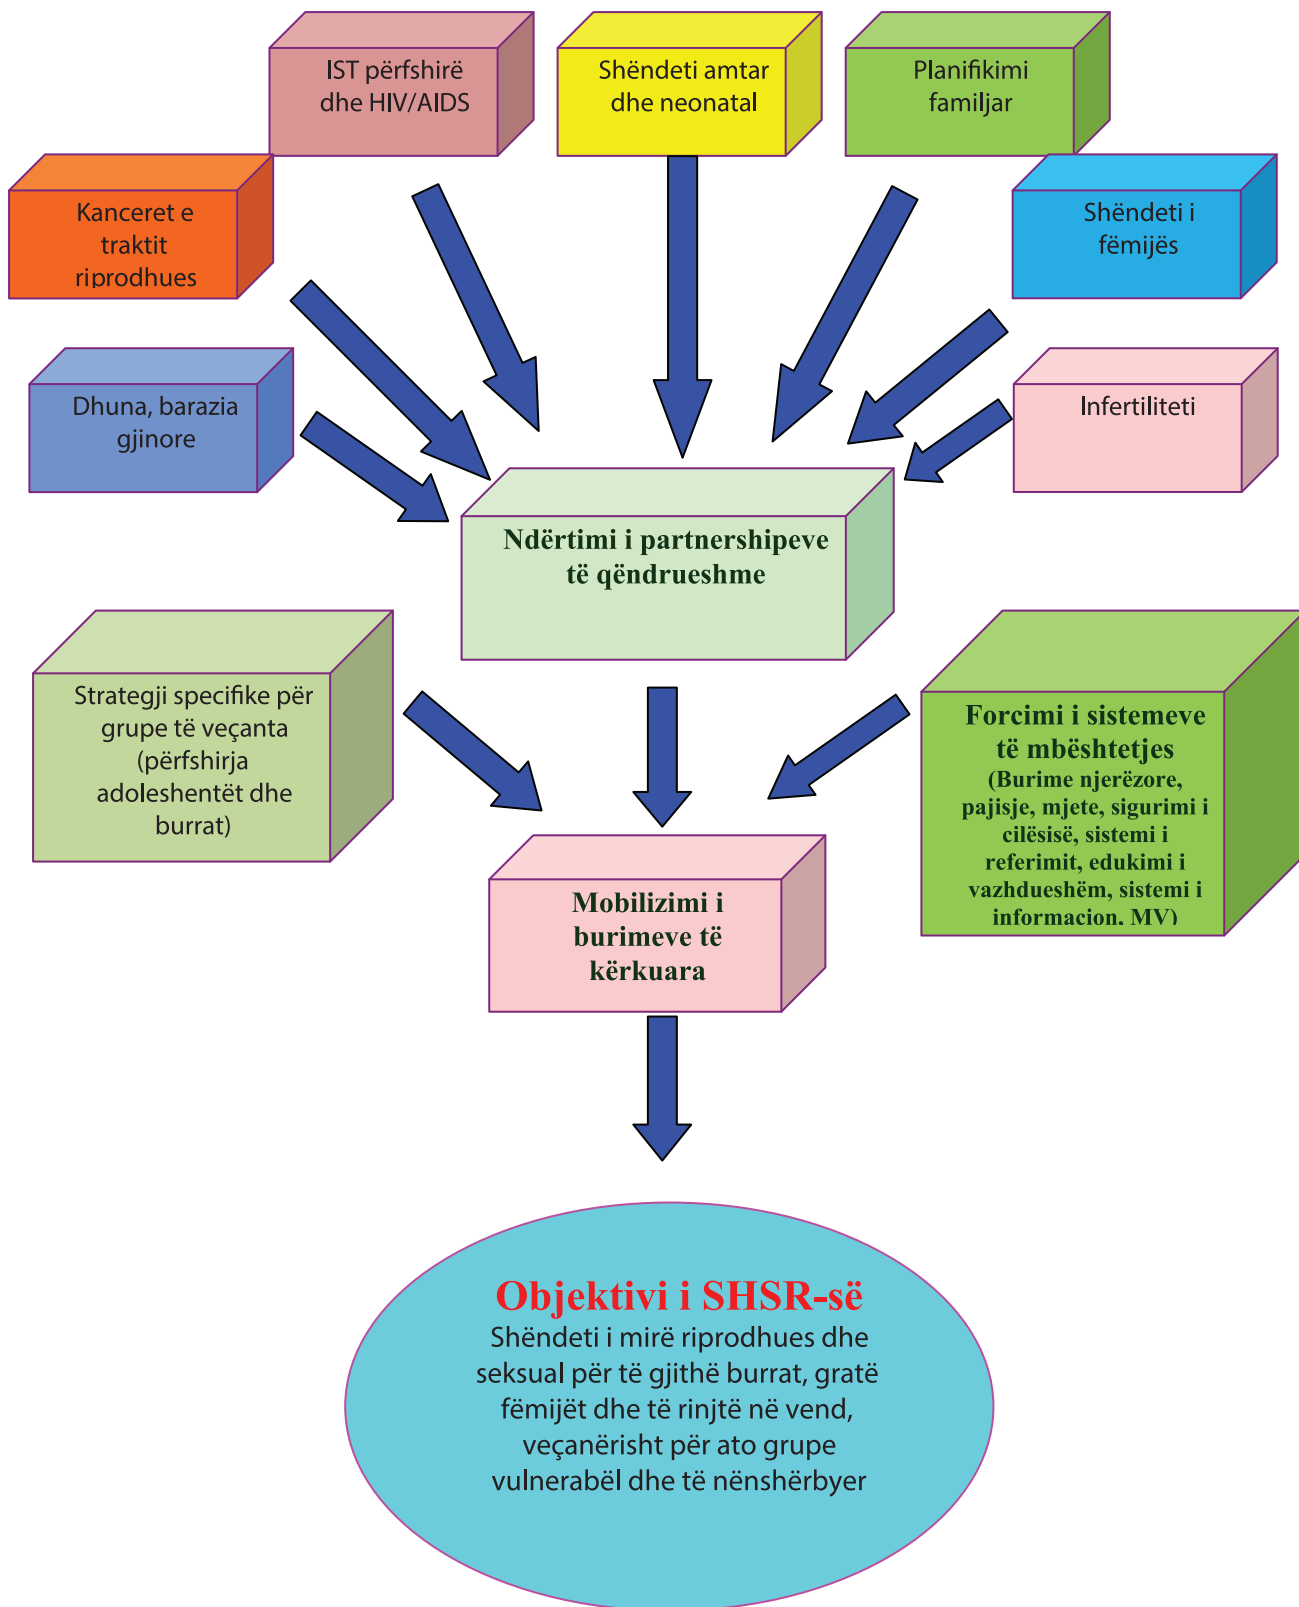 IST përfshirë
dhe HIV/AIDS
Shëndeti amtar
dhe neonatal
Planifikimi
familjar
Kanceret e
traktit
riprodhues
Shëndeti i
fëmijës
Dhuna, barazia
gjinore
Infertiliteti
Ndërtimi i partnershipeve
të qëndrueshme
Strategji specifike për
grupe të veçanta
(përfshirja
adoleshentët dhe
burrat)
Forcimi i sistemeve
të mbështetjes
(Burime njerëzore,
pajisje, mjete, sigurimi i
cilësisë, sistemi i
referimit, edukimi i
vazhdueshëm, sistemi i
informacion, MV)
Mobilizimi i
burimeve të
kërkuara
Objektivi i SHSR-së
Shëndeti i mirë riprodhues dhe
seksual për të gjithë burrat, gratë
fëmijët dhe të rinjtë në vend,
veçanërisht për ato grupe
vulnerabël dhe të nënshërbyer